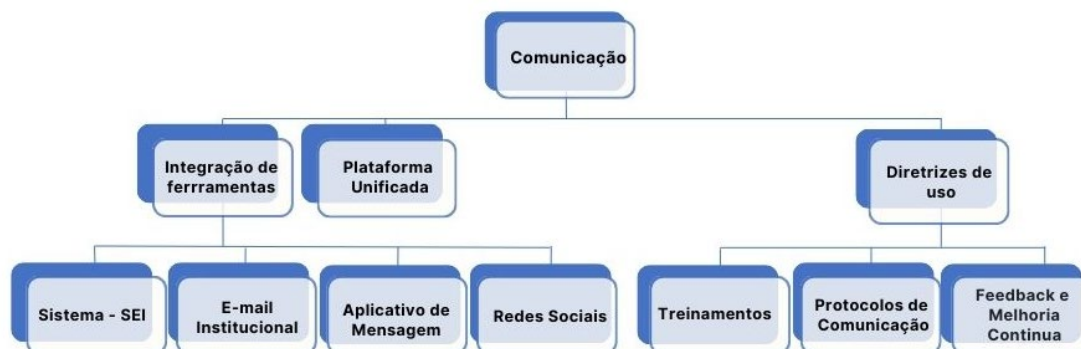 Comunicação
Integração de
ferrramentas
Plataforma
Unificada
Diretrizes de
uso
Sistema - SEI
E-mail
Institucional
Aplicativo de
Mensagem
Redes Sociais
Treinamentos
Protocolos de
Comunicação
Feedback e
Melhoria
Continua